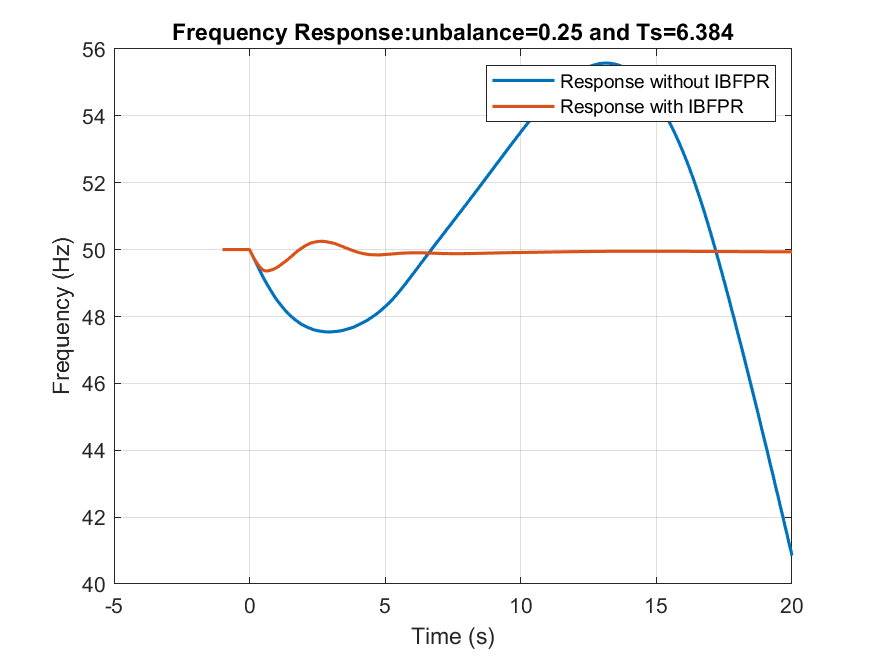 Frequency Response:unbalance=0.25 and Ts=6.384
Response without IBFPR
Response with IBFPR
Frequency (Hz)
56
54
52
50
48
46
44
42
40
-5 0 5 10 15 20
Time (s)